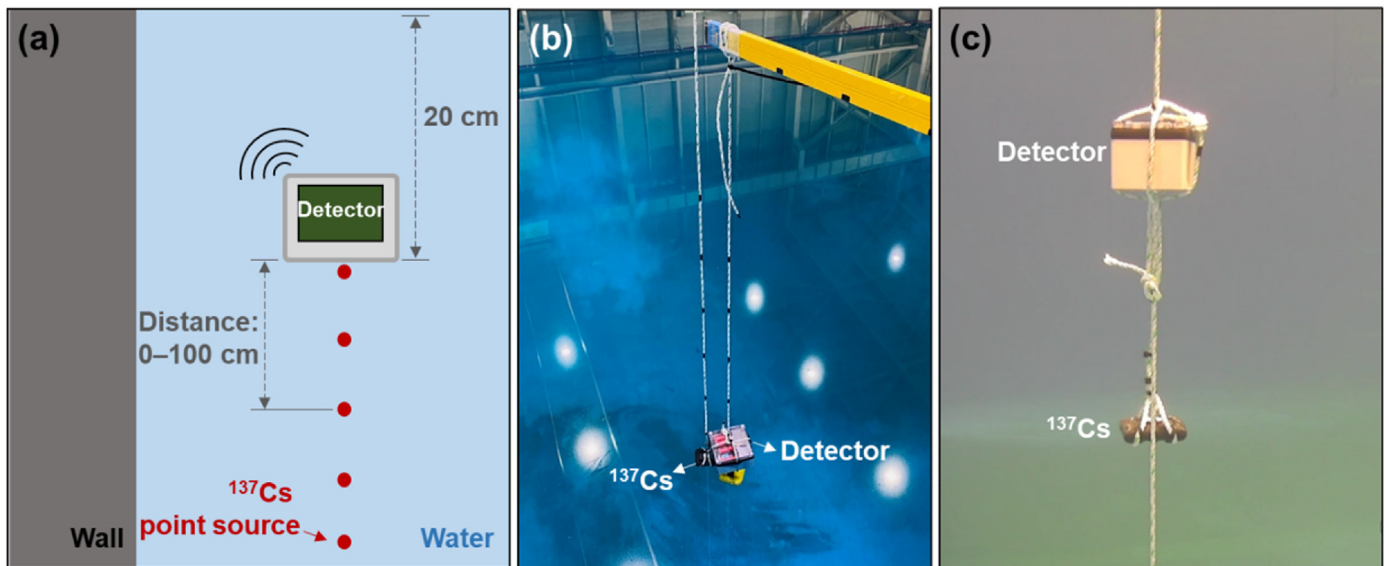 (a)
20 cm
Detector
Distance:
0–100 cm
¹³⁷Cs
point source
Wall
Water
(b)
Detector
¹³⁷Cs
(c)
Detector
¹³⁷Cs